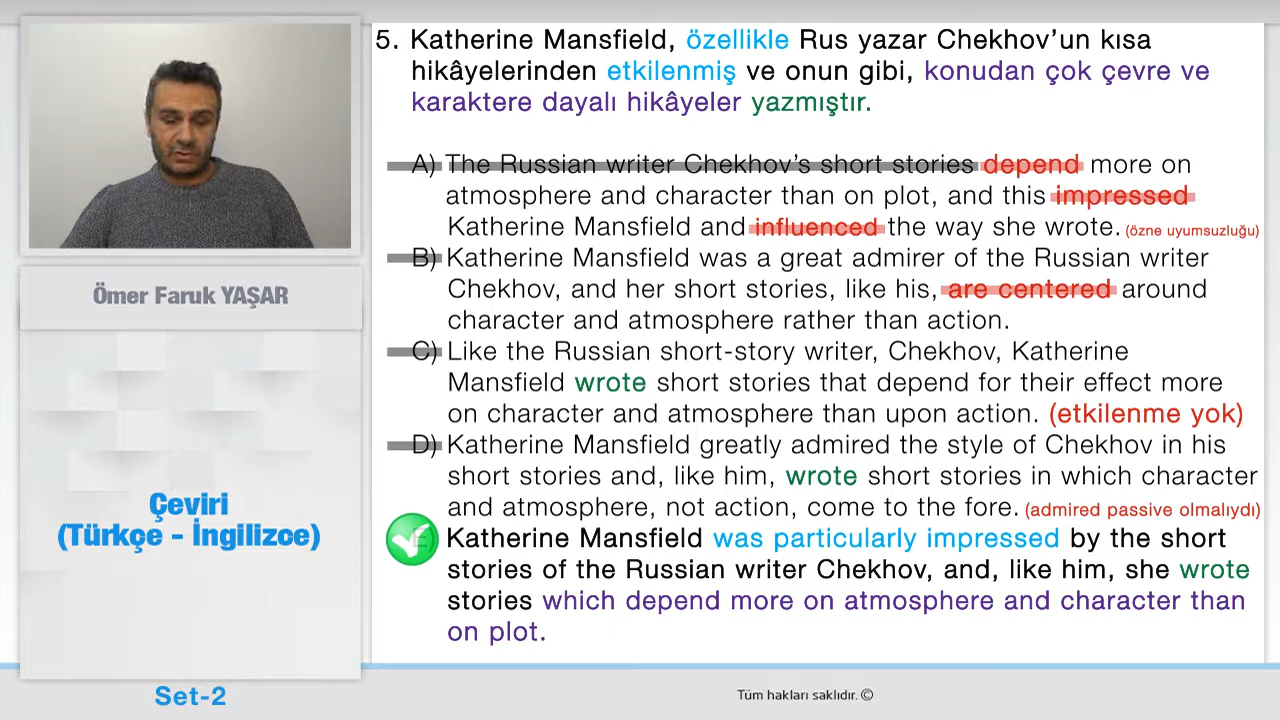 5. Katherine Mansfield, özellikle Rus yazar Chekhov'un kısa
hikâyelerinden etkilenmiş ve onun gibi, konudan çok çevre ve
karaktere dayalı hikâyeler yazmıştır.
A) The Russian writer Chekhov's short stories depend more on
atmosphere and character than on plot, and this impressed
Katherine Mansfield and influenced the way she wrote. (özne uyumsuzluğu)
B) Katherine Mansfield was a great admirer of the Russian writer
Chekhov, and her short stories, like his, are centered around
character and atmosphere rather than action.
C) Like the Russian short-story writer, Chekhov, Katherine
Mansfield wrote short stories that depend for their effect more
on character and atmosphere than upon action. (etkilenme yok)
D) Katherine Mansfield greatly admired the style of Chekhov in his
short stories and, like him, wrote short stories in which character
and atmosphere, not action, come to the fore. (admired passive olmalıydı)
Katherine Mansfield was particularly impressed by the short
stories of the Russian writer Chekhov, and, like him, she wrote
stories which depend more on atmosphere and character than
on plot.
Ömer Faruk YAŞAR
Çeviri
(Türkçe - İngilizce)
Set-2
Tüm hakları saklıdır. ©